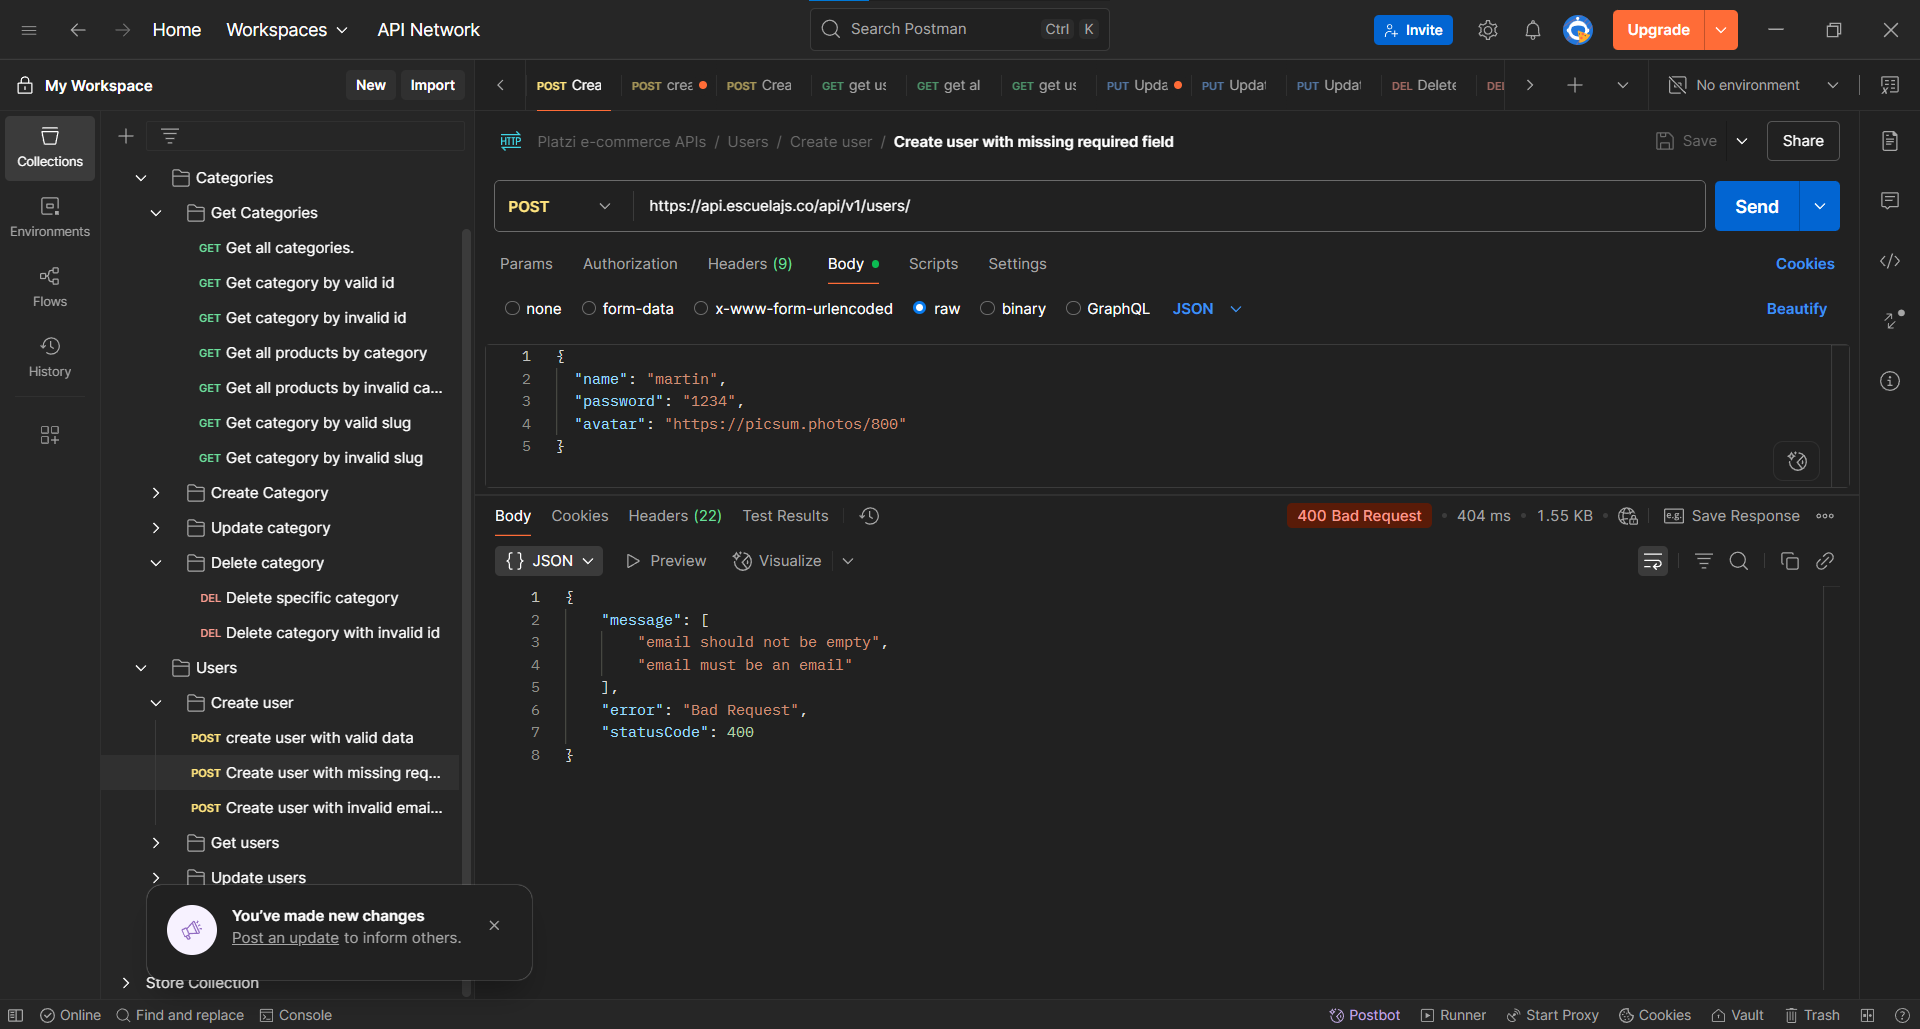 Home Workspaces API Network Search Postman Ctrl K Invite Upgrade
My Workspace New Import POST Crea POST crea POST Crea GET get us GET get al GET get us PUT Upda PUT Updat PUT Updat DEL Delete DEL No environment
HTTP Platzi e-commerce APIs / Users / Create user / Create user with missing required field Save Share
POST https://api.escuelajs.co/api/v1/users/ Send
Params Authorization Headers (9) Body Scripts Settings Cookies
none form-data x-www-form-urlencoded raw binary GraphQL JSON Beautify
1 {
2 "name": "martin",
3 "password": "1234",
4 "avatar": "https://picsum.photos/800"
5 }
Body Cookies Headers (22) Test Results 400 Bad Request 404 ms 1.55 KB e.g. Save Response
{} JSON Preview Visualize
1 {
2 "message": [
3 "email should not be empty",
4 "email must be an email"
5 ],
6 "error": "Bad Request",
7 "statusCode": 400
8 }
Collections
Environments
Flows
History
Categories
Get Categories
GET Get all categories.
GET Get category by valid id
GET Get category by invalid id
GET Get all products by category
GET Get all products by invalid ca...
GET Get category by valid slug
GET Get category by invalid slug
Create Category
Update category
Delete category
DEL Delete specific category
DEL Delete category with invalid id
Users
Create user
POST create user with valid data
POST Create user with missing req...
POST Create user with invalid emai...
Get users
Update users
You've made new changes
Post an update to inform others.
Store Collection
Online Find and replace Console Postbot Runner Start Proxy Cookies Vault Trash